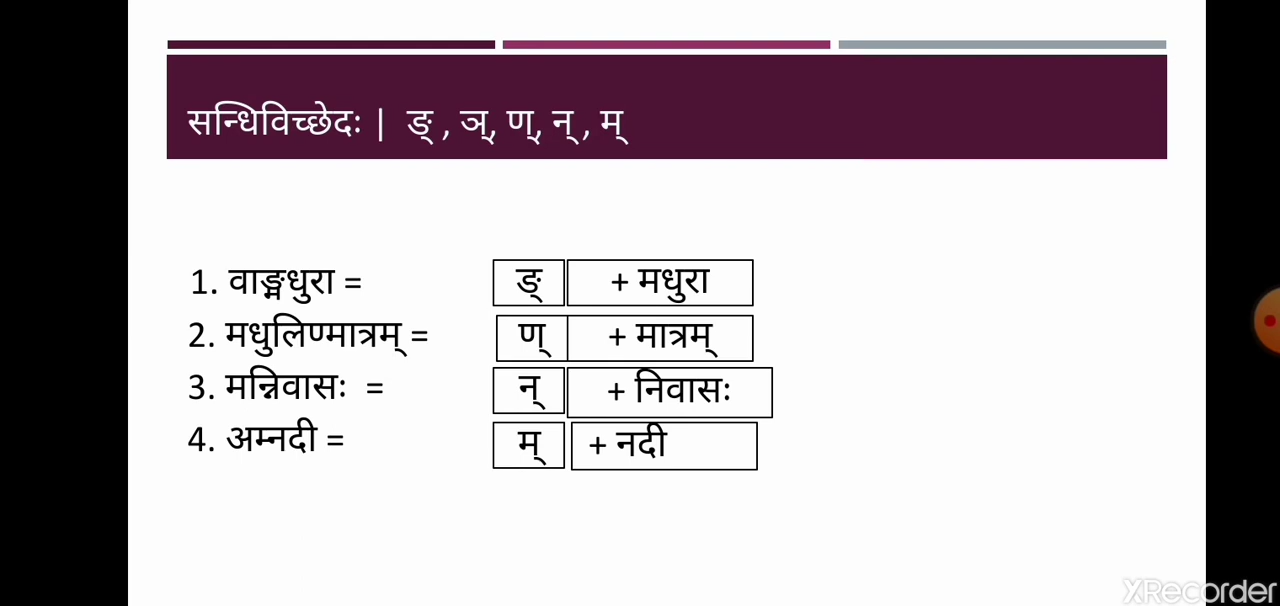 सन्धिविच्छेदः | ङ् , ञ्, ण्, न् , म्
1. वाङ्मधुरा = ङ् + मधुरा
2. मधुलिण्मात्रम् = ण् + मात्रम्
3. मन्निवासः = न् + निवासः
4. अम्नदी = म् + नदी
XRecorder